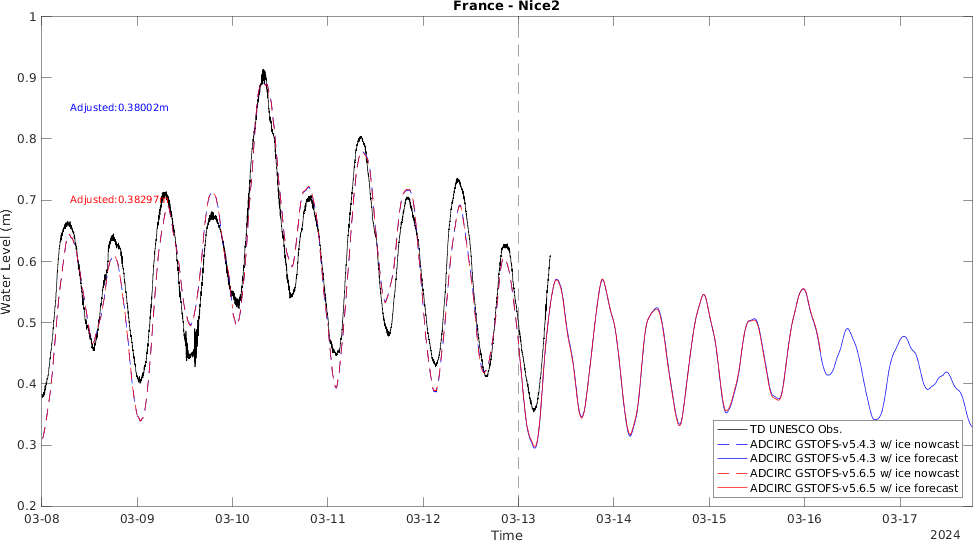 France - Nice2
1
0.9
0.8
0.7
0.6
0.5
0.4
0.3
0.2
Water Level (m)
Adjusted:0.38002m
Adjusted:0.38297m
TD UNESCO Obs.
ADCIRC GSTOFS-v5.4.3 w/ ice nowcast
ADCIRC GSTOFS-v5.4.3 w/ ice forecast
ADCIRC GSTOFS-v5.6.5 w/ ice nowcast
ADCIRC GSTOFS-v5.6.5 w/ ice forecast
03-08 03-09 03-10 03-11 03-12 03-13 03-14 03-15 03-16 03-17
Time
2024